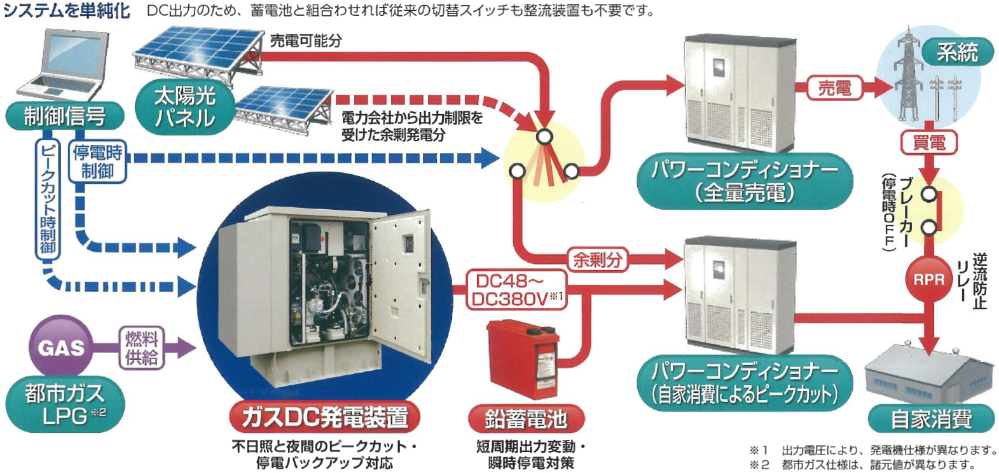 システムを単純化 DC出力のため、蓄電池と組合わせれば従来の切替スイッチも整流装置も不要です。
制御信号
太陽光
パネル
売電可能分
電力会社から出力制限を
受けた余剰発電分
ピークカット時制御
停電時
制御
パワーコンディショナー
（全量売電）
売電
系統
買電
ブレーカー
（停電時OFF）
余剰分
DC48～
DC380V※1
RPR
逆流防止
リレー
GAS
燃料
供給
都市ガス
LPG※2
ガスDC発電装置
不日照と夜間のピークカット・
停電バックアップ対応
鉛蓄電池
短周期出力変動・
瞬時停電対策
パワーコンディショナー
（自家消費によるピークカット）
自家消費
※1 出力電圧により、発電機仕様が異なります。
※2 都市ガス仕様は、諸元値が異なります。